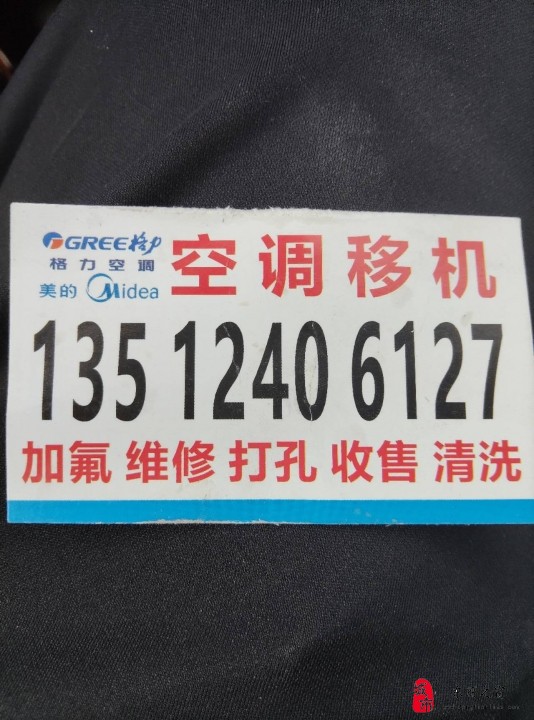 GREE格力 空调移机
格力空调
美的 Midea
135 1240 6127
加氟 维修 打孔 收售 清洗